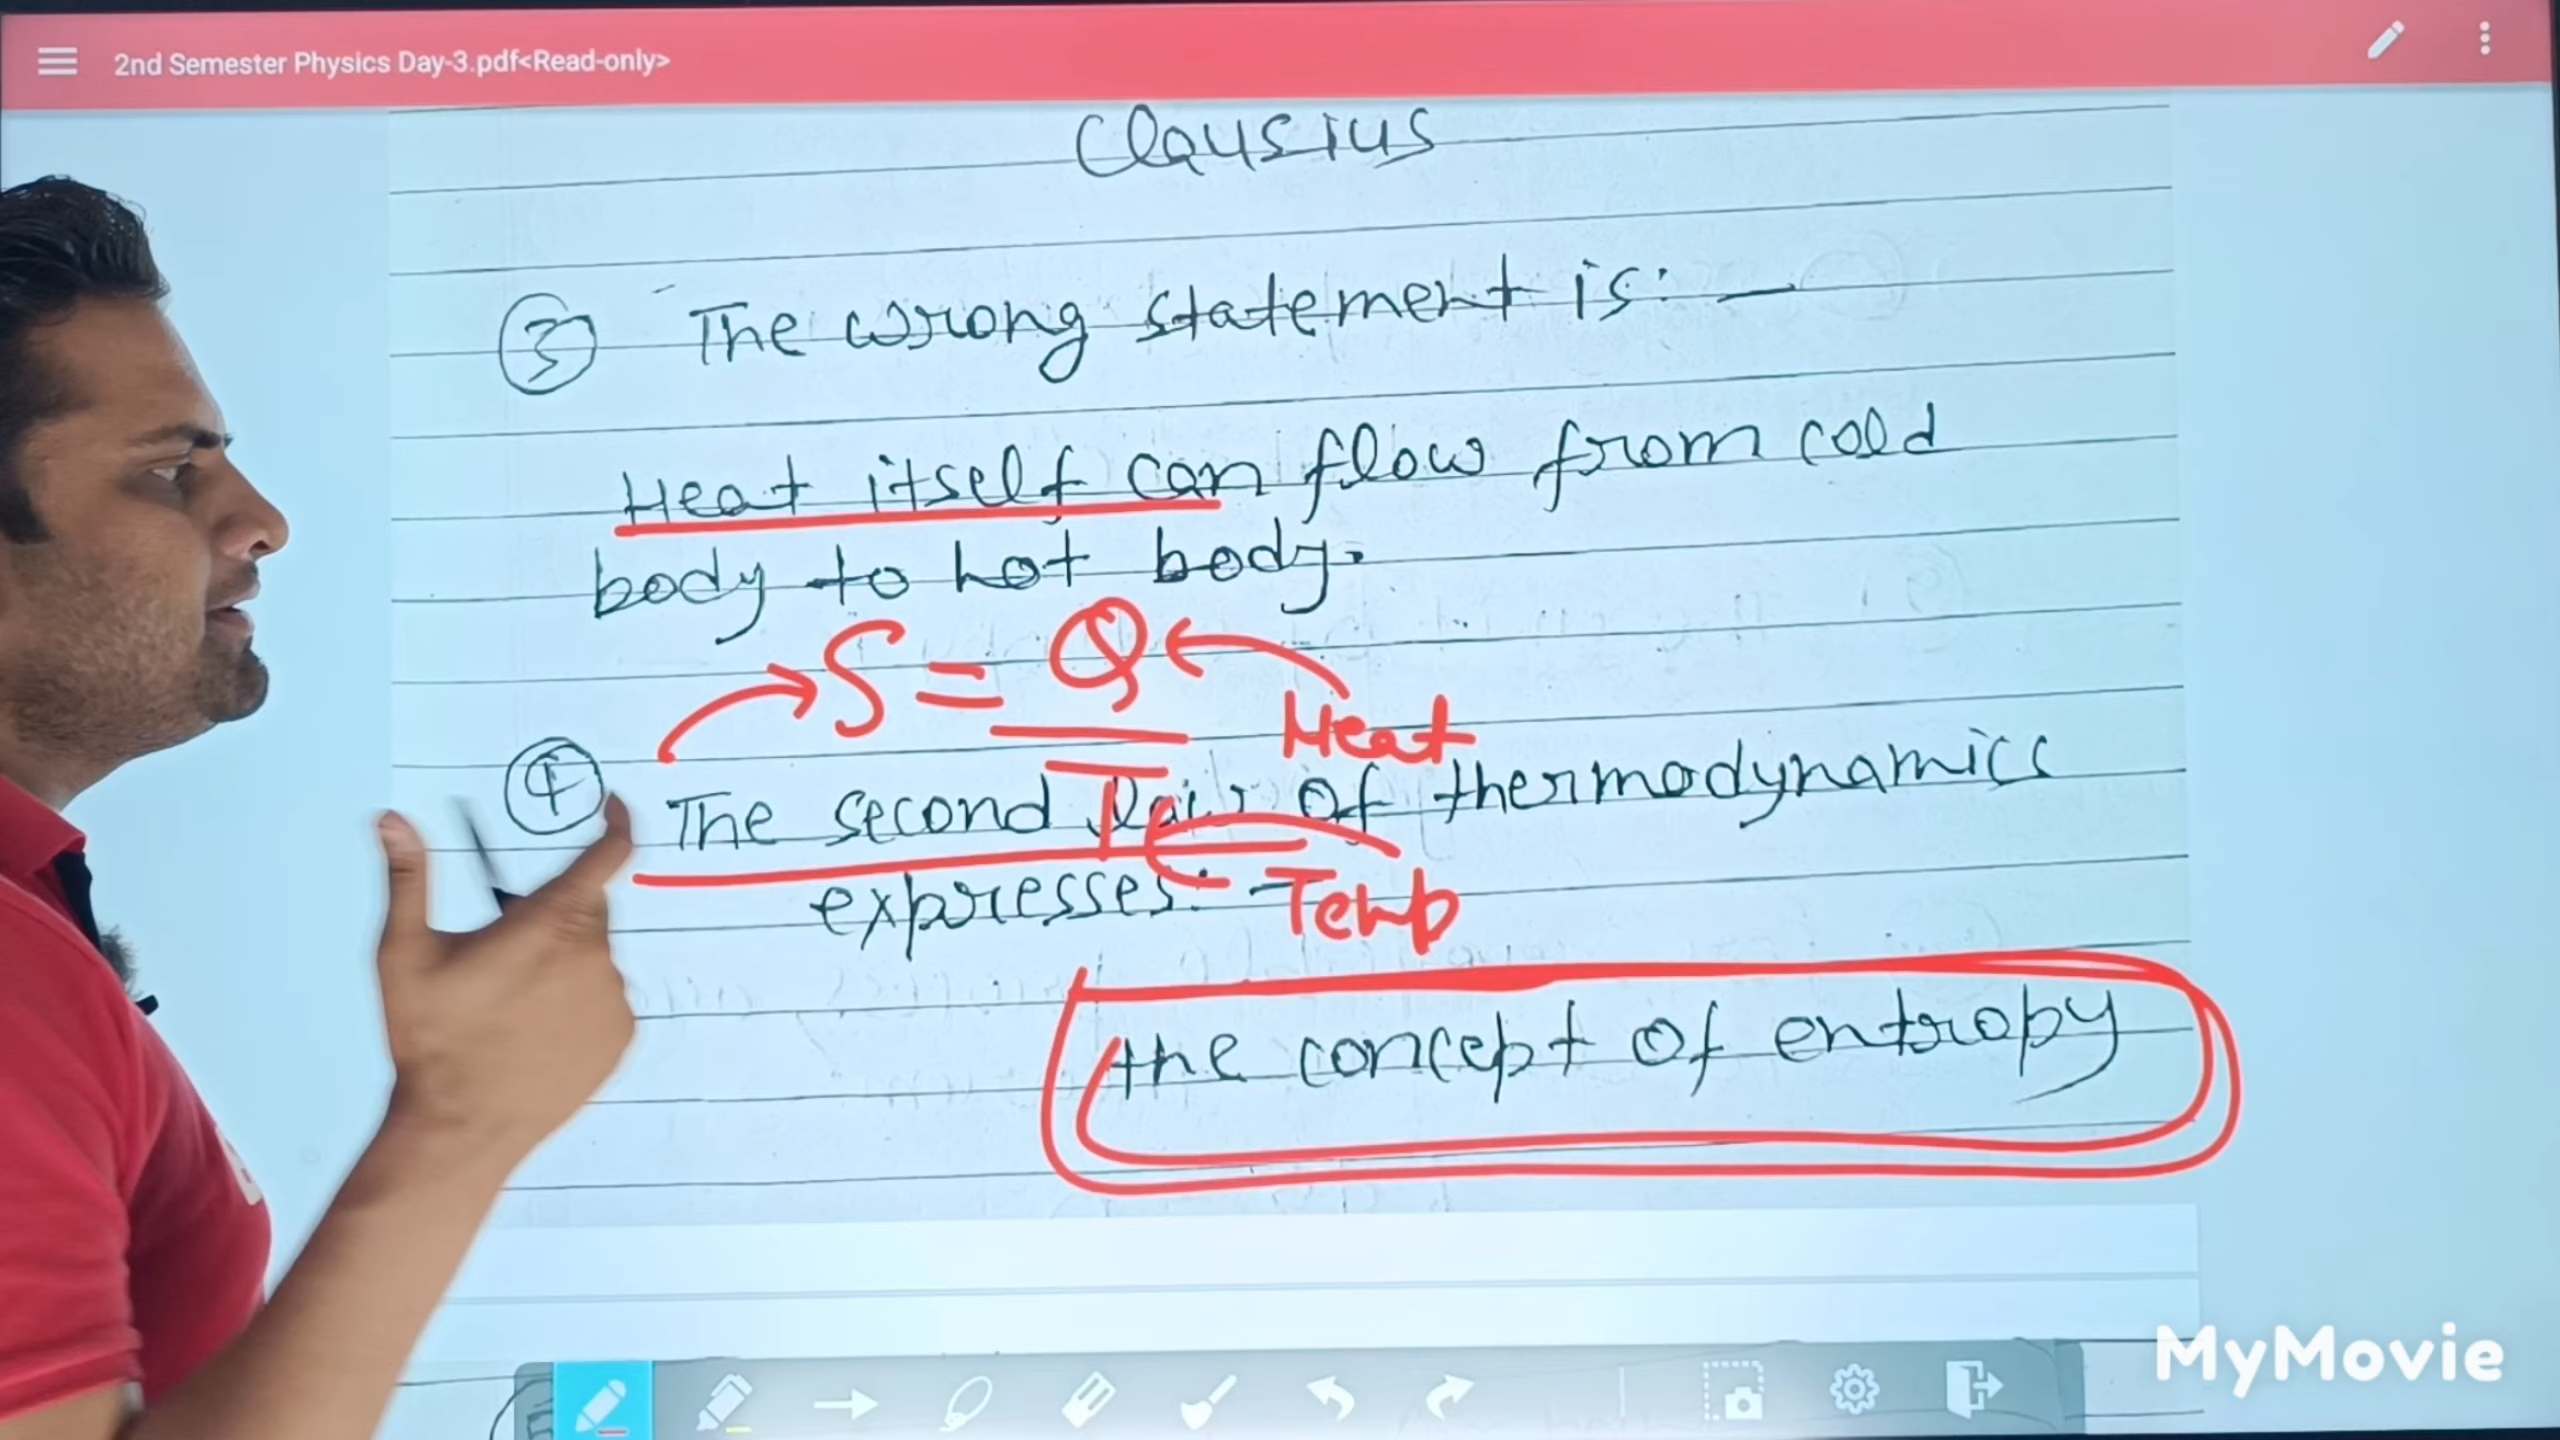 2nd Semester Physics Day-3.pdf<Read-only>
Clausius
③ The wrong statement is: —
Heat itself can flow from cold
body to hot body.
S = Q
Heat
T
④ The second law of thermodynamics
expresses: —
Temp
the concept of entropy
MyMovie